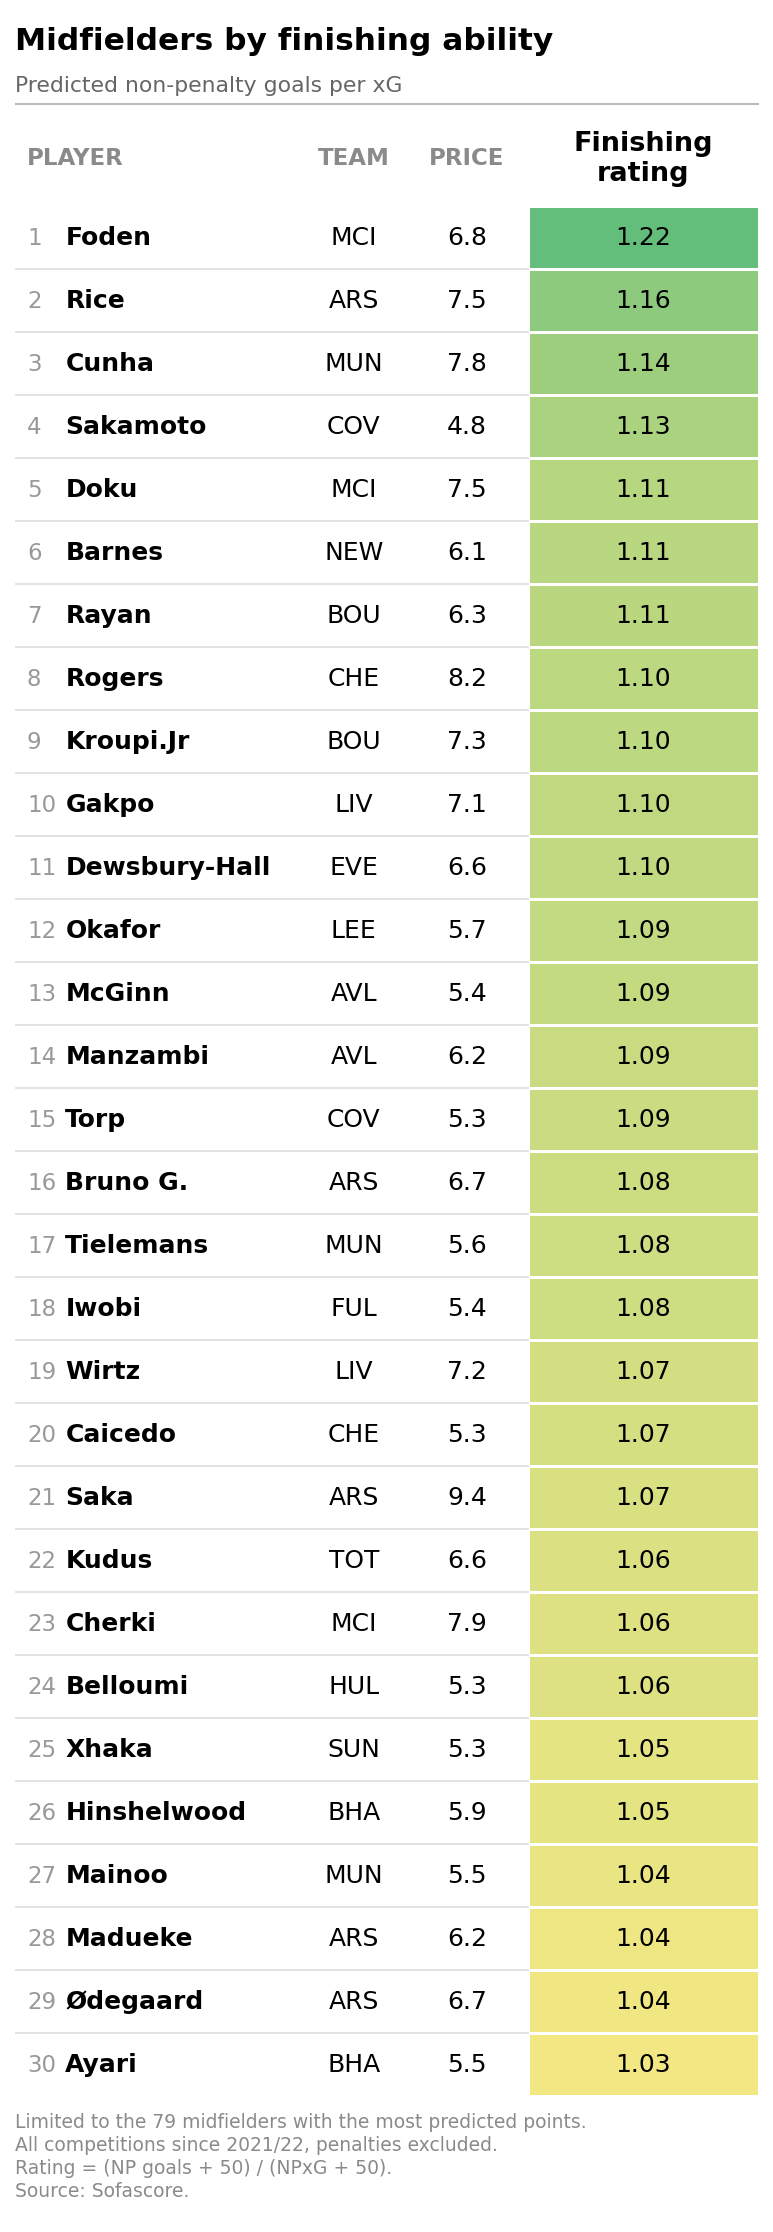 Midfielders by finishing ability
Predicted non-penalty goals per xG
PLAYER TEAM PRICE Finishing rating
1 Foden MCI 6.8 1.22
2 Rice ARS 7.5 1.16
3 Cunha MUN 7.8 1.14
4 Sakamoto COV 4.8 1.13
5 Doku MCI 7.5 1.11
6 Barnes NEW 6.1 1.11
7 Rayan BOU 6.3 1.11
8 Rogers CHE 8.2 1.10
9 Kroupi.Jr BOU 7.3 1.10
10 Gakpo LIV 7.1 1.10
11 Dewsbury-Hall EVE 6.6 1.10
12 Okafor LEE 5.7 1.09
13 McGinn AVL 5.4 1.09
14 Manzambi AVL 6.2 1.09
15 Torp COV 5.3 1.09
16 Bruno G. ARS 6.7 1.08
17 Tielemans MUN 5.6 1.08
18 Iwobi FUL 5.4 1.08
19 Wirtz LIV 7.2 1.07
20 Caicedo CHE 5.3 1.07
21 Saka ARS 9.4 1.07
22 Kudus TOT 6.6 1.06
23 Cherki MCI 7.9 1.06
24 Belloumi HUL 5.3 1.06
25 Xhaka SUN 5.3 1.05
26 Hinshelwood BHA 5.9 1.05
27 Mainoo MUN 5.5 1.04
28 Madueke ARS 6.2 1.04
29 Ødegaard ARS 6.7 1.04
30 Ayari BHA 5.5 1.03
Limited to the 79 midfielders with the most predicted points.
All competitions since 2021/22, penalties excluded.
Rating = (NP goals + 50) / (NPxG + 50).
Source: Sofascore.